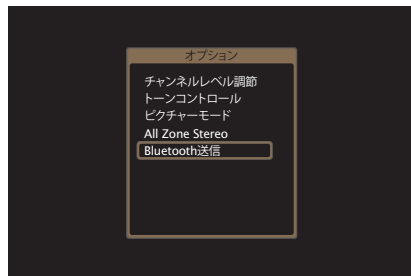 オプション
チャンネルレベル調節
トーンコントロール
ピクチャーモード
All Zone Stereo
Bluetooth送信